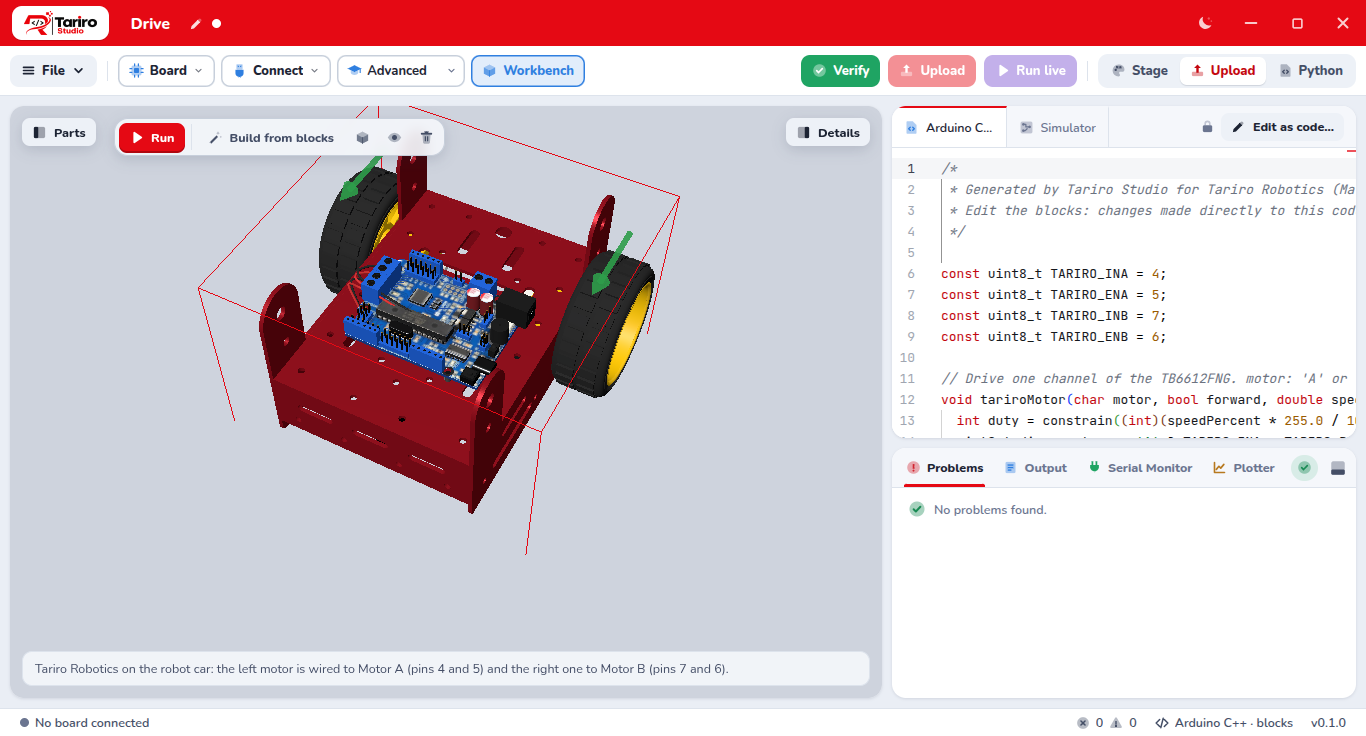 Tariro
Studio
Drive
File
Board
Connect
Advanced
Workbench
Verify
Upload
Run live
Stage
Upload
Python
Parts
Run
Build from blocks
Details
Arduino C...
Simulator
Edit as code...
1 /*
2 * Generated by Tariro Studio for Tariro Robotics (Ma
3 * Edit the blocks: changes made directly to this cod
4 */
5
6 const uint8_t TARIRO_INA = 4;
7 const uint8_t TARIRO_ENA = 5;
8 const uint8_t TARIRO_INB = 7;
9 const uint8_t TARIRO_ENB = 6;
10
11 // Drive one channel of the TB6612FNG. motor: 'A' or
12 void tariroMotor(char motor, bool forward, double spe
13 int duty = constrain((int)(speedPercent * 255.0 / 1
Problems
Output
Serial Monitor
Plotter
No problems found.
Tariro Robotics on the robot car: the left motor is wired to Motor A (pins 4 and 5) and the right one to Motor B (pins 7 and 6).
No board connected
0
0
Arduino C++ · blocks
v0.1.0